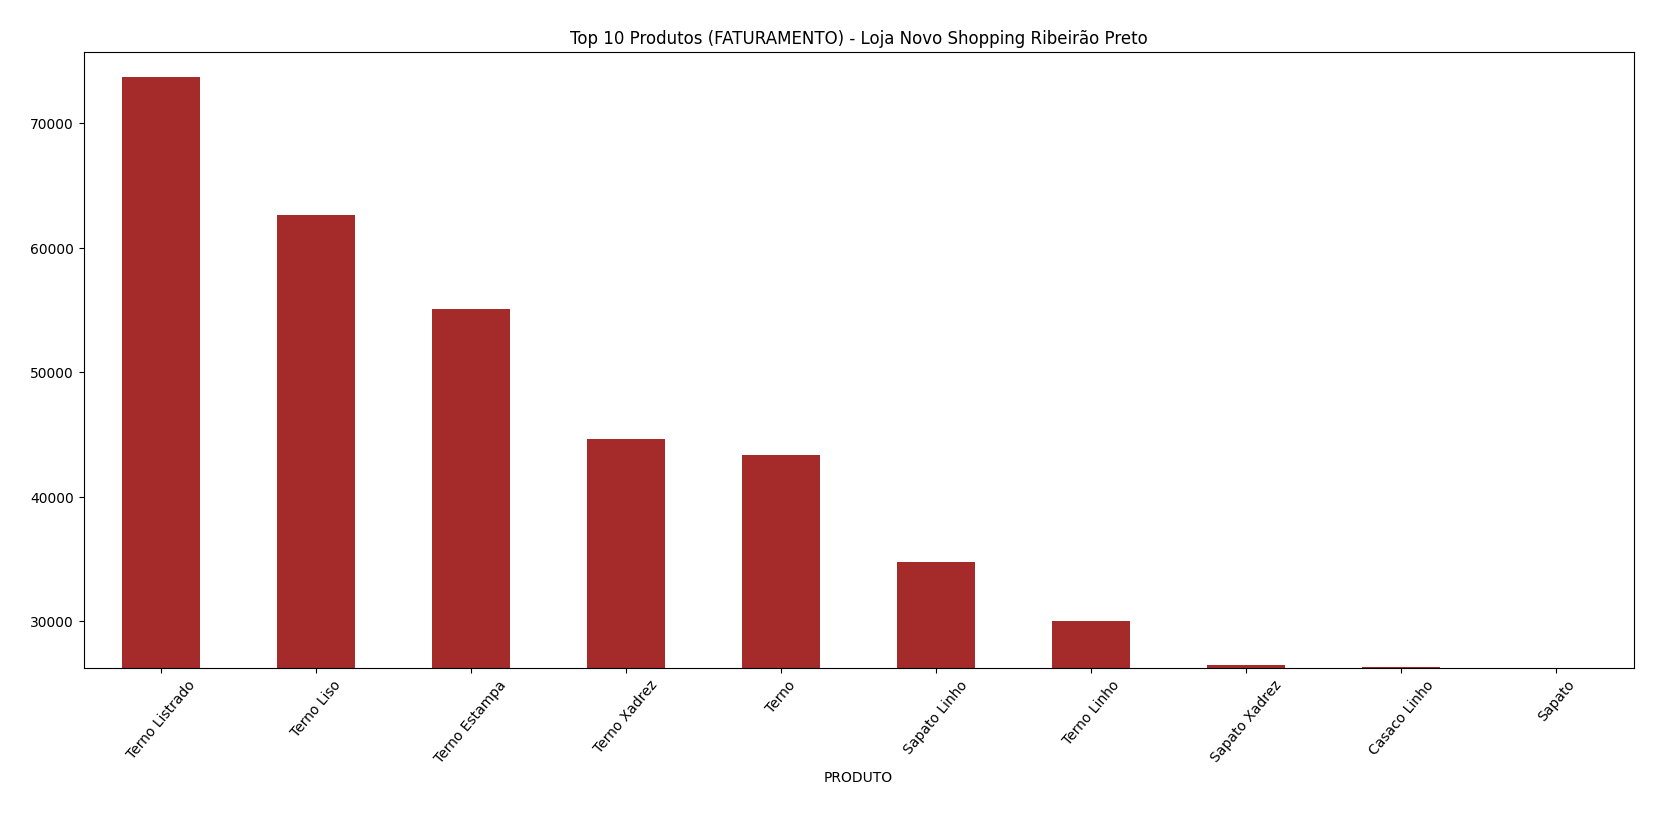 Top 10 Produtos (FATURAMENTO) - Loja Novo Shopping Ribeirão Preto
70000
60000
50000
40000
30000
Terno Listrado
Terno Liso
Terno Estampa
Terno Xadrez
Terno
Sapato Linho
Terno Linho
Sapato Xadrez
Casaco Linho
Sapato
PRODUTO